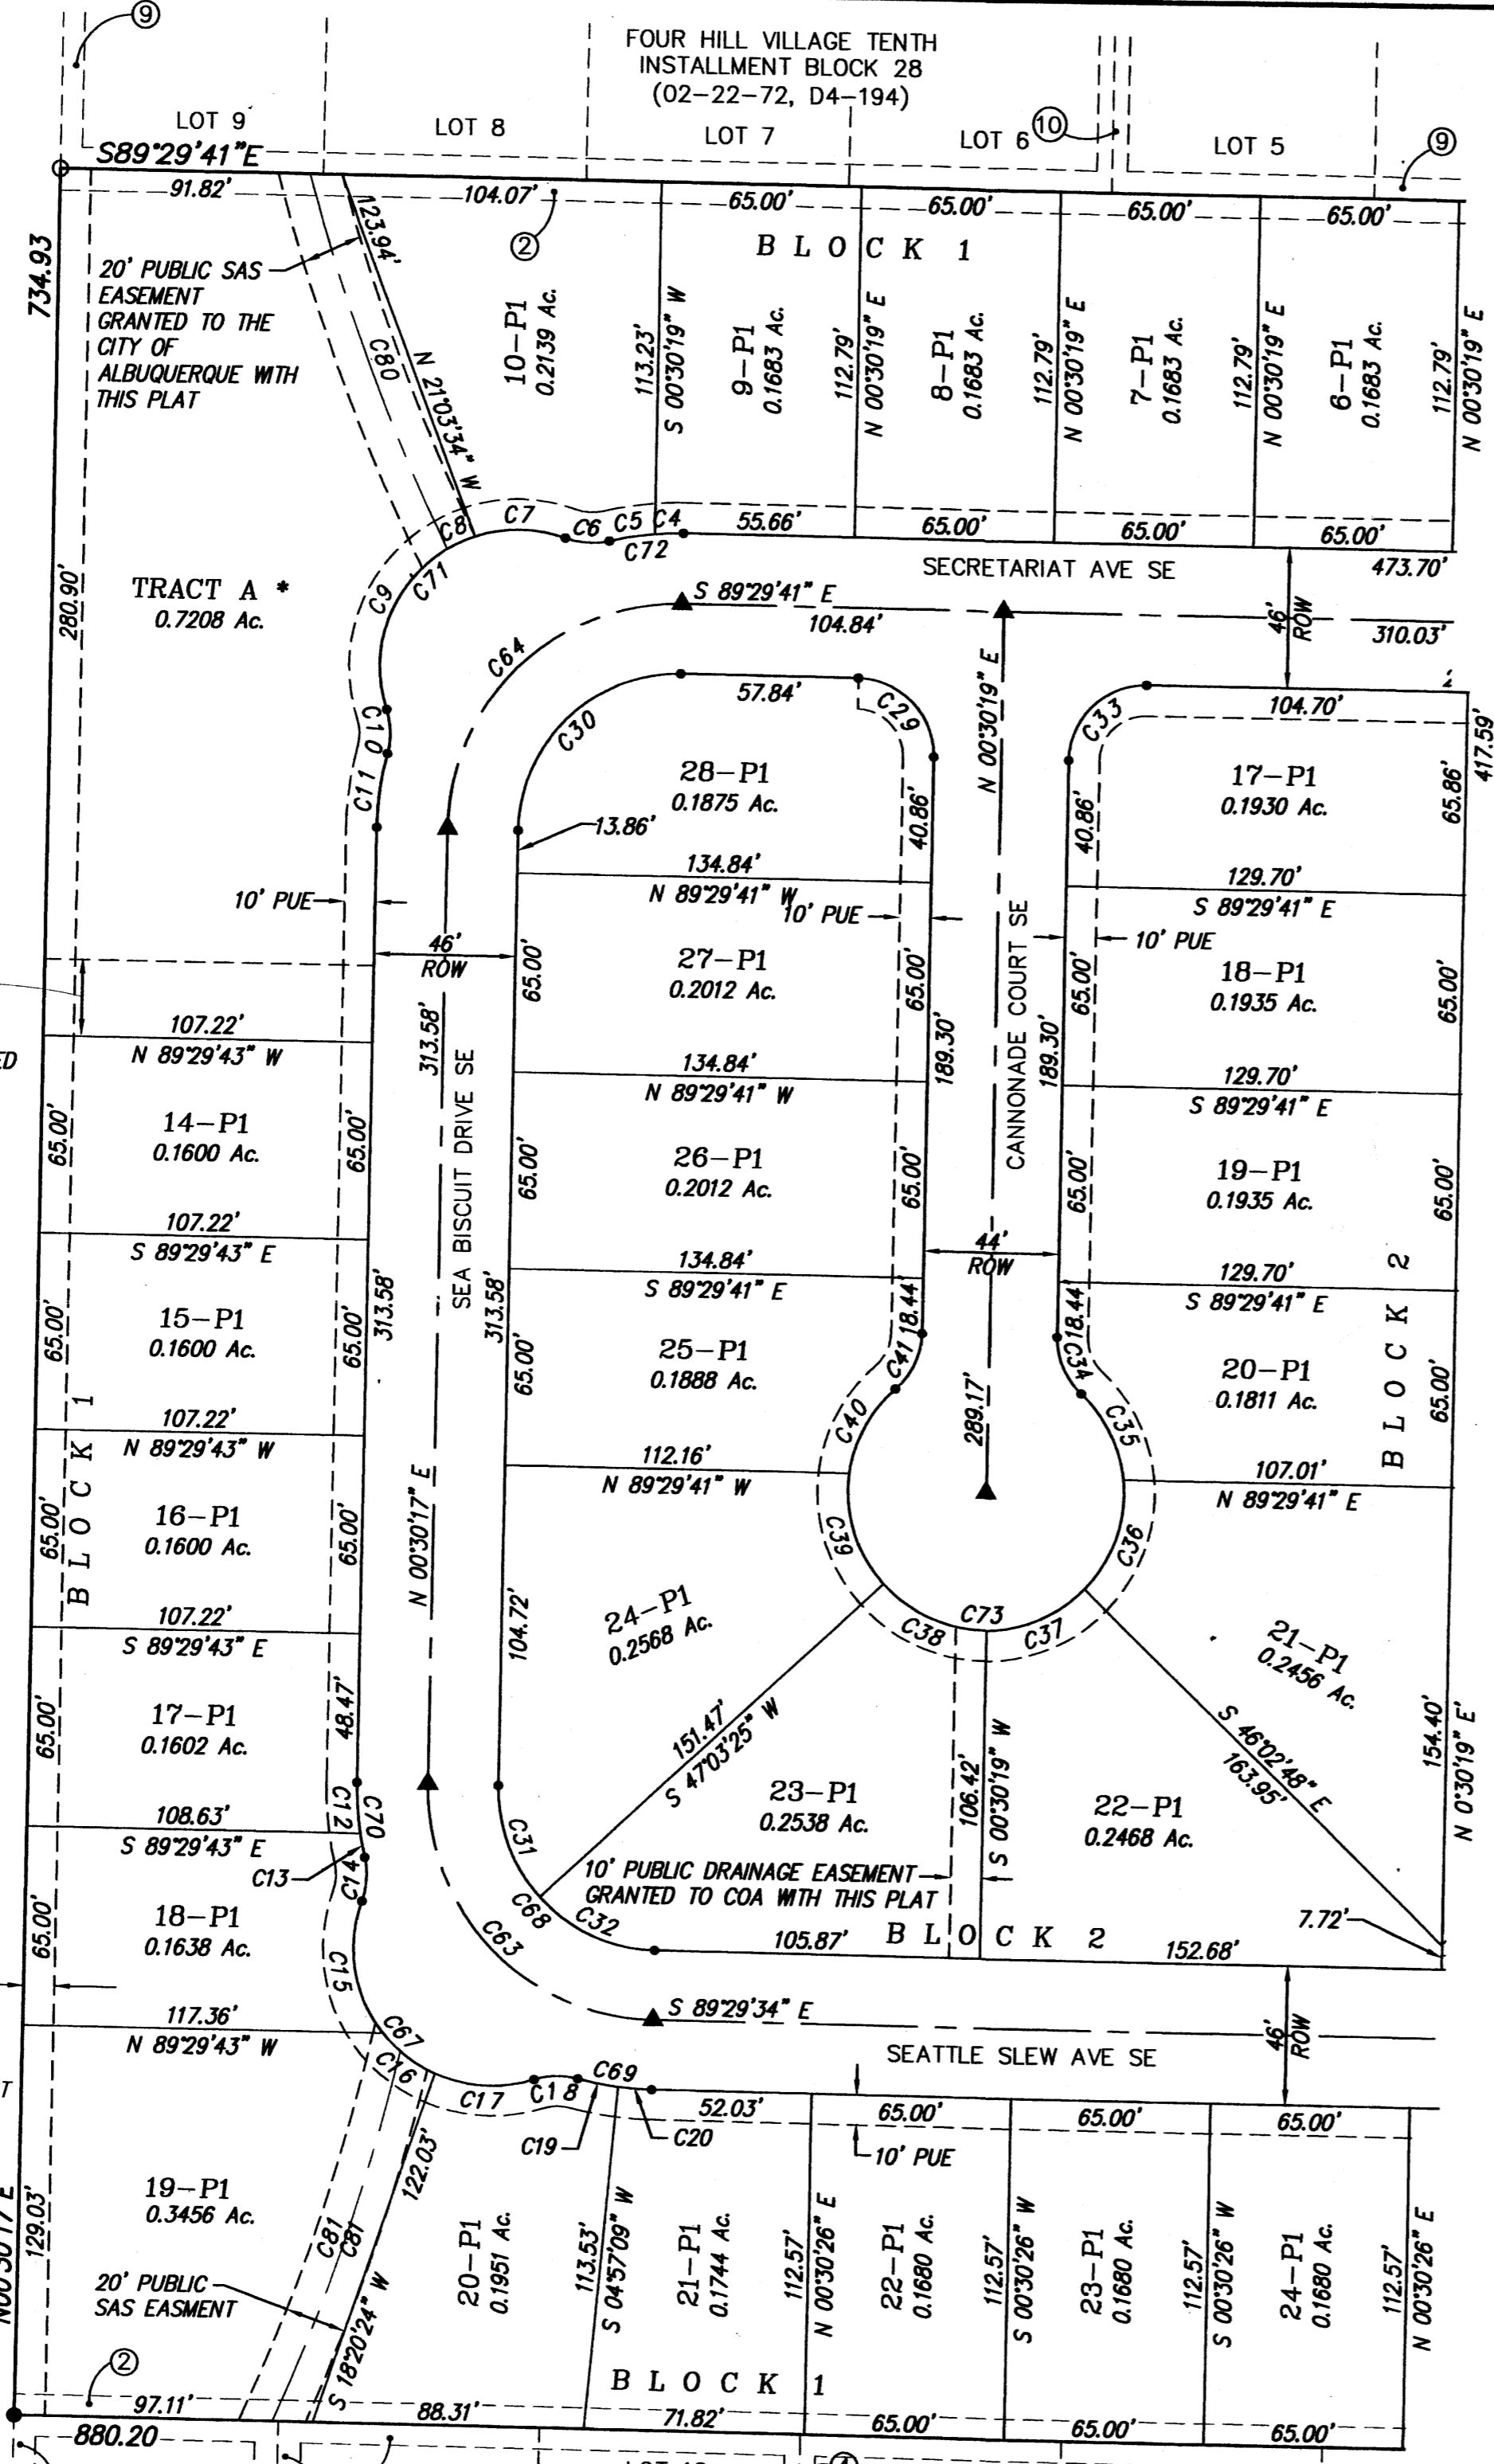 ⑨
FOUR HILL VILLAGE TENTH
INSTALLMENT BLOCK 28
(02-22-72, D4-194)
LOT 9
LOT 8
LOT 7
LOT 6
⑩
LOT 5
⑨
S89°29'41"E
91.82'
104.07'
65.00'
65.00'
65.00'
65.00'
②
BLOCK 1
734.93
20' PUBLIC SAS
EASEMENT
GRANTED TO THE
CITY OF
ALBUQUERQUE WITH
THIS PLAT
123.94'
N 21°03'34" W
C80
10-P1
0.2139 Ac.
113.23'
S 00°30'19" W
9-P1
0.1683 Ac.
112.79'
N 00°30'19" E
8-P1
0.1683 Ac.
112.79'
N 00°30'19" E
7-P1
0.1683 Ac.
112.79'
N 00°30'19" E
6-P1
0.1683 Ac.
112.79'
N 00°30'19" E
C8
C7
C6
C5
C4
C72
55.66'
65.00'
65.00'
65.00'
473.70'
SECRETARIAT AVE SE
C9
C71
TRACT A *
0.7208 Ac.
280.90'
S 89°29'41" E
104.84'
46'
ROW
310.03'
C64
C10
C11
C30
57.84'
C29
N 00°30'19" E
C33
104.70'
417.59'
28-P1
0.1875 Ac.
13.86'
40.86'
40.86'
17-P1
0.1930 Ac.
65.86'
134.84'
N 89°29'41" W
129.70'
S 89°29'41" E
10' PUE
10' PUE
10' PUE
46'
ROW
27-P1
0.2012 Ac.
65.00'
65.00'
CANNONADE COURT SE
65.00'
18-P1
0.1935 Ac.
65.00'
107.22'
N 89°29'43" W
ED
313.58'
SEA BISCUIT DRIVE SE
134.84'
N 89°29'41" W
189.30'
189.30'
129.70'
S 89°29'41" E
65.00'
14-P1
0.1600 Ac.
65.00'
65.00'
26-P1
0.2012 Ac.
65.00'
65.00'
19-P1
0.1935 Ac.
65.00'
107.22'
S 89°29'43" E
134.84'
S 89°29'41" E
44'
ROW
129.70'
S 89°29'41" E
BLOCK 2
65.00'
15-P1
0.1600 Ac.
65.00'
313.58'
313.58'
65.00'
25-P1
0.1888 Ac.
18.44'
C41
18.44'
C34
20-P1
0.1811 Ac.
65.00'
107.22'
N 89°29'43" W
BLOCK 1
C40
289.17'
C35
112.16'
N 89°29'41" W
107.01'
N 89°29'41" E
65.00'
16-P1
0.1600 Ac.
65.00'
N 00°30'17" E
C39
C36
104.72'
24-P1
0.2568 Ac.
C38
C73
C37
21-P1
0.2456 Ac.
107.22'
S 89°29'43" E
65.00'
17-P1
0.1602 Ac.
48.47'
151.47'
S 47°03'25" W
106.42'
S 00°30'19" W
S 46°02'48" E
163.95'
154.40'
N 0°30'19" E
23-P1
0.2538 Ac.
22-P1
0.2468 Ac.
C12
C70
108.63'
S 89°29'43" E
C13
C14
C31
C68
C32
10' PUBLIC DRAINAGE EASEMENT
GRANTED TO COA WITH THIS PLAT
65.00'
18-P1
0.1638 Ac.
C63
105.87'
BLOCK 2
152.68'
7.72'
C15
S 89°29'34" E
46'
ROW
117.36'
N 89°29'43" W
C67
C16
SEATTLE SLEW AVE SE
T
C17
C18
C69
C19
C20
52.03'
65.00'
65.00'
65.00'
10' PUE
122.03'
S 18°20'24" W
19-P1
0.3456 Ac.
129.03'
N00°30'17"E
C81
C81
20' PUBLIC
SAS EASMENT
20-P1
0.1951 Ac.
113.53'
S 04°57'09" W
21-P1
0.1744 Ac.
112.57'
N 00°30'26" E
22-P1
0.1680 Ac.
112.57'
S 00°30'26" W
23-P1
0.1680 Ac.
112.57'
S 00°30'26" W
24-P1
0.1680 Ac.
112.57'
N 00°30'26" E
②
BLOCK 1
97.11'
88.31'
71.82'
65.00'
65.00'
65.00'
880.20